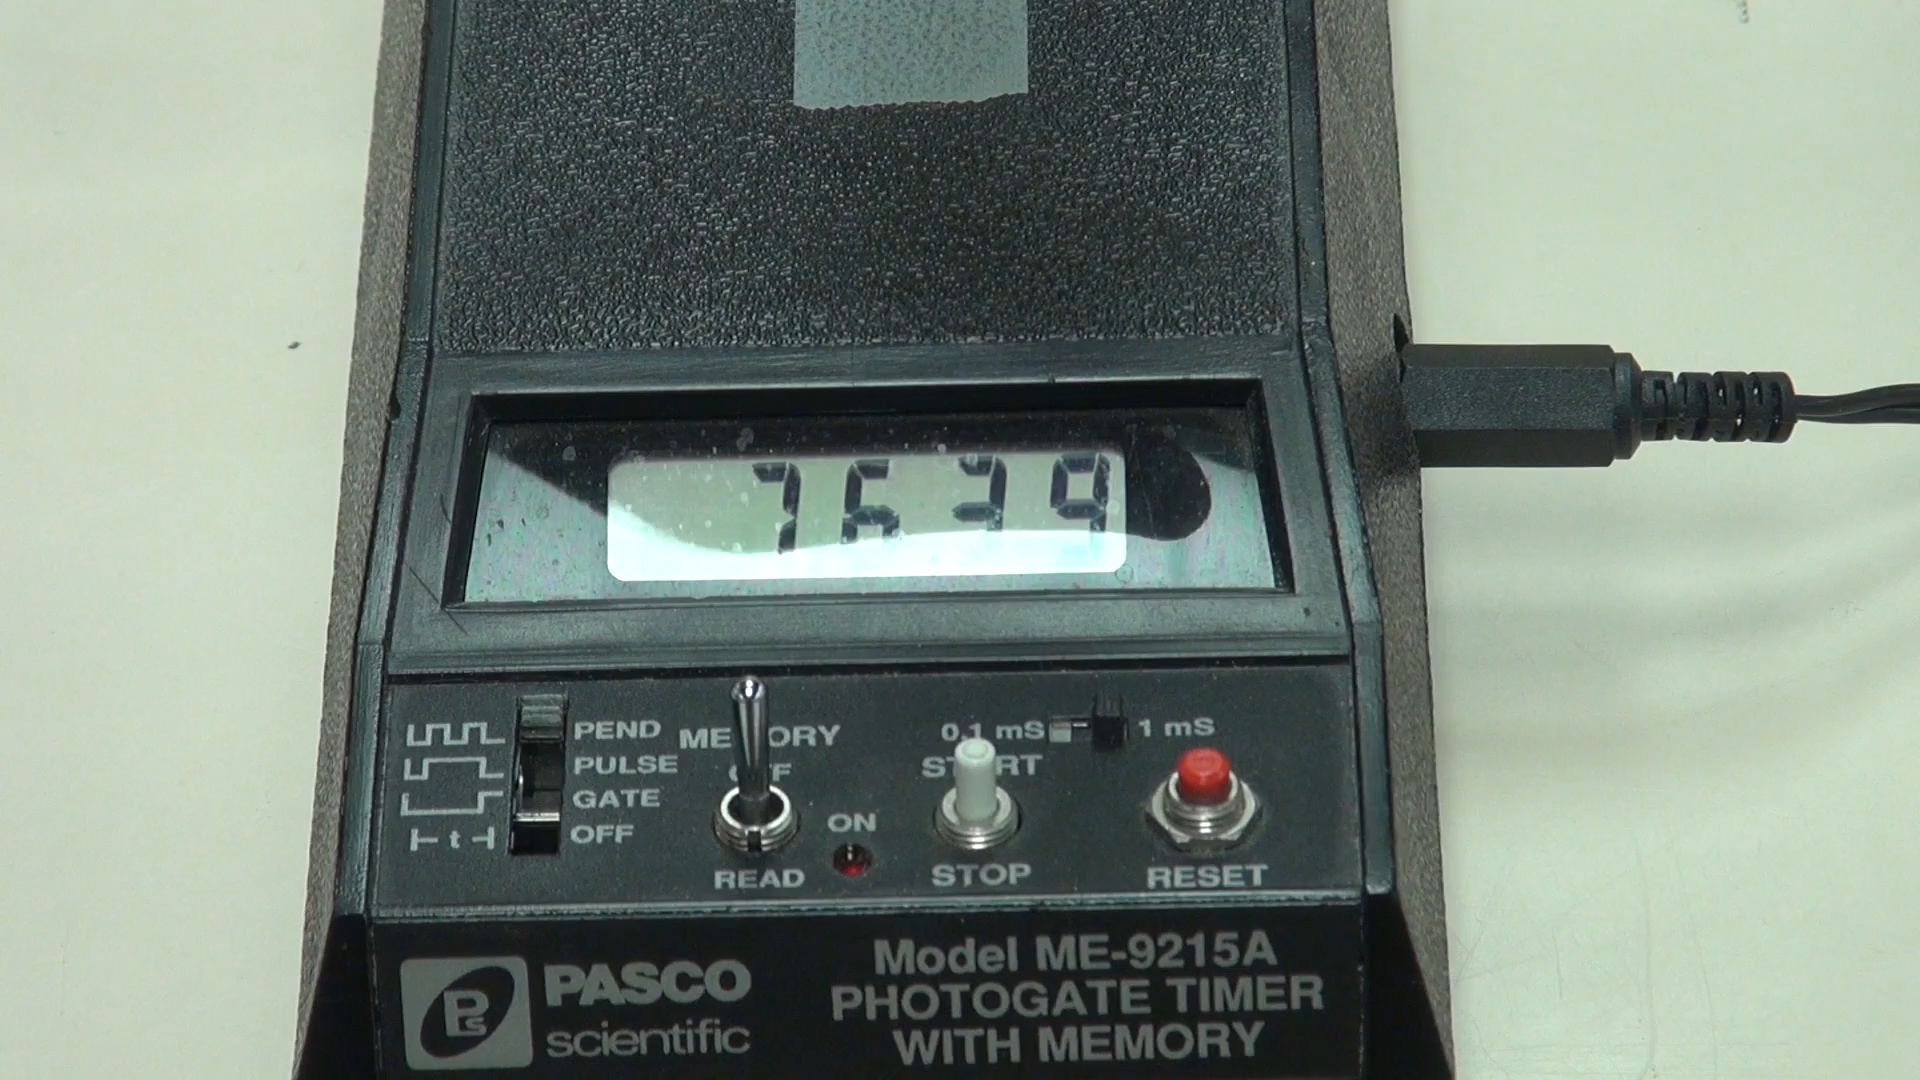 7639
PEND
PULSE
GATE
OFF
t
MEMORY
OFF
READ
ON
0.1 mS
1 mS
START
STOP
RESET
Ps
PASCO
scientific
Model ME-9215A
PHOTOGATE TIMER
WITH MEMORY